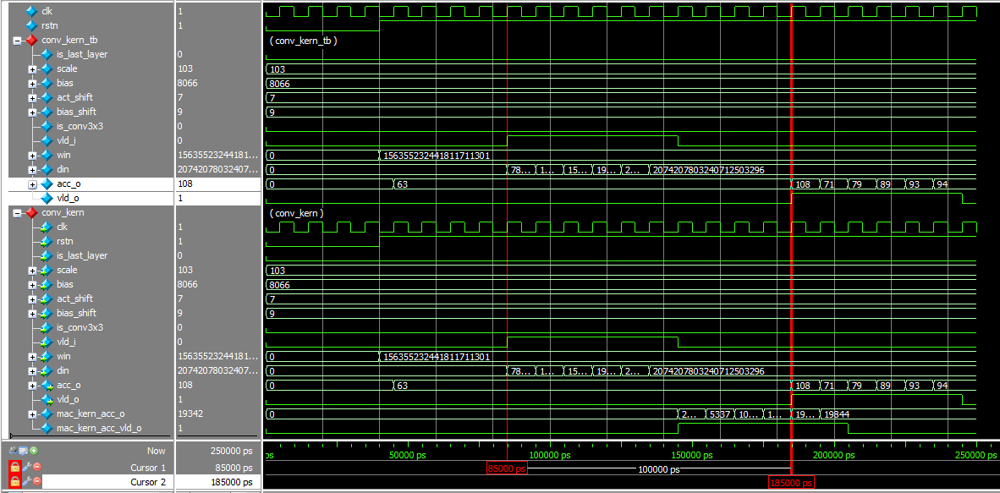 clk 1
rstn 1
conv_kern_tb ( conv_kern_tb )
is_last_layer 0
scale 103 103
bias 8066 8066
act_shift 7 7
bias_shift 9 9
is_conv3x3 0
vld_i 0
win 15635523244181... 0 156355232441811711301
din 20742078032407... 0 78... 1... 15... 19... 2... 2074207803240712503296
acc_o 108 0 63 108 71 79 89 93 94
vld_o 1
conv_kern ( conv_kern )
clk 1
rstn 1
is_last_layer 0
scale 103 103
bias 8066 8066
act_shift 7 7
bias_shift 9 9
is_conv3x3 0
vld_i 0
win 15635523244181... 0 156355232441811711301
din 20742078032407... 0 78... 1... 15... 19... 2... 2074207803240712503296
acc_o 108 0 63 108 71 79 89 93 94
vld_o 1
mac_kern_acc_o 19342 0 2... 5337 10... 1... 19... 19844
mac_kern_acc_vld_o 1
Now 250000 ps ps 50000 ps 100000 ps 150000 ps 200000 ps 250000 ps
Cursor 1 85000 ps 85000 ps 100000 ps
Cursor 2 185000 ps 185000 ps